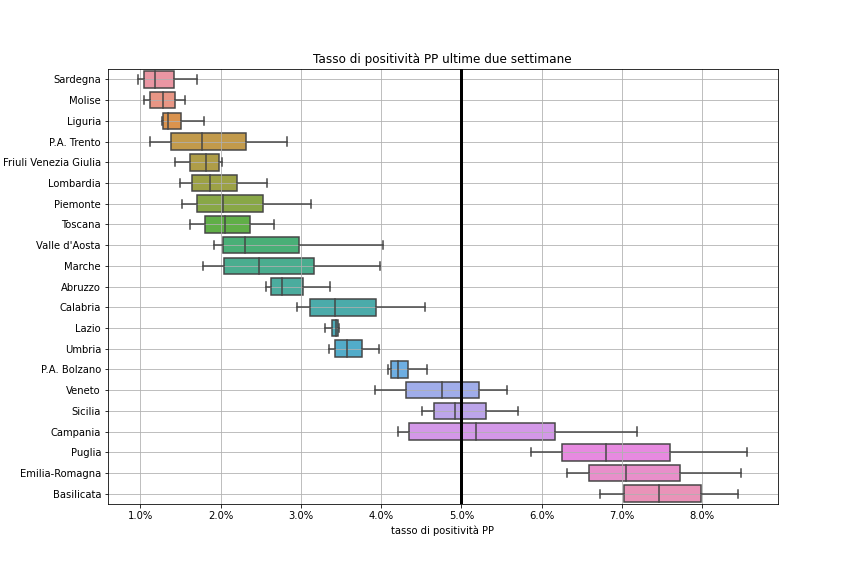 Tasso di positività PP ultime due settimane
Sardegna
Molise
Liguria
P.A. Trento
Friuli Venezia Giulia
Lombardia
Piemonte
Toscana
Valle d'Aosta
Marche
Abruzzo
Calabria
Lazio
Umbria
P.A. Bolzano
Veneto
Sicilia
Campania
Puglia
Emilia-Romagna
Basilicata
1.0% 2.0% 3.0% 4.0% 5.0% 6.0% 7.0% 8.0%
tasso di positività PP